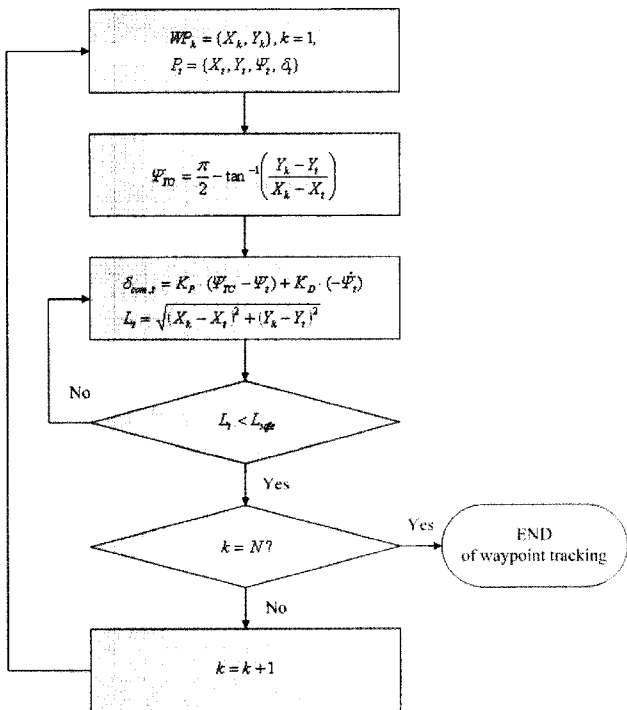 WP_k = {X_k, Y_k}, k = 1,
P_t = {X_t, Y_t, Ψ_t, δ_t}
Ψ_TC = π/2 − tan⁻¹((Y_k − Y_t)/(X_k − X_t))
δ_com,t = K_P · (Ψ_TC − Ψ_t) + K_D · (−Ψ̇_t)
L_t = √((X_k − X_t)² + (Y_k − Y_t)²)
No
L_t < L_safe
Yes
k = N?
Yes
END
of waypoint tracking
No
k = k + 1